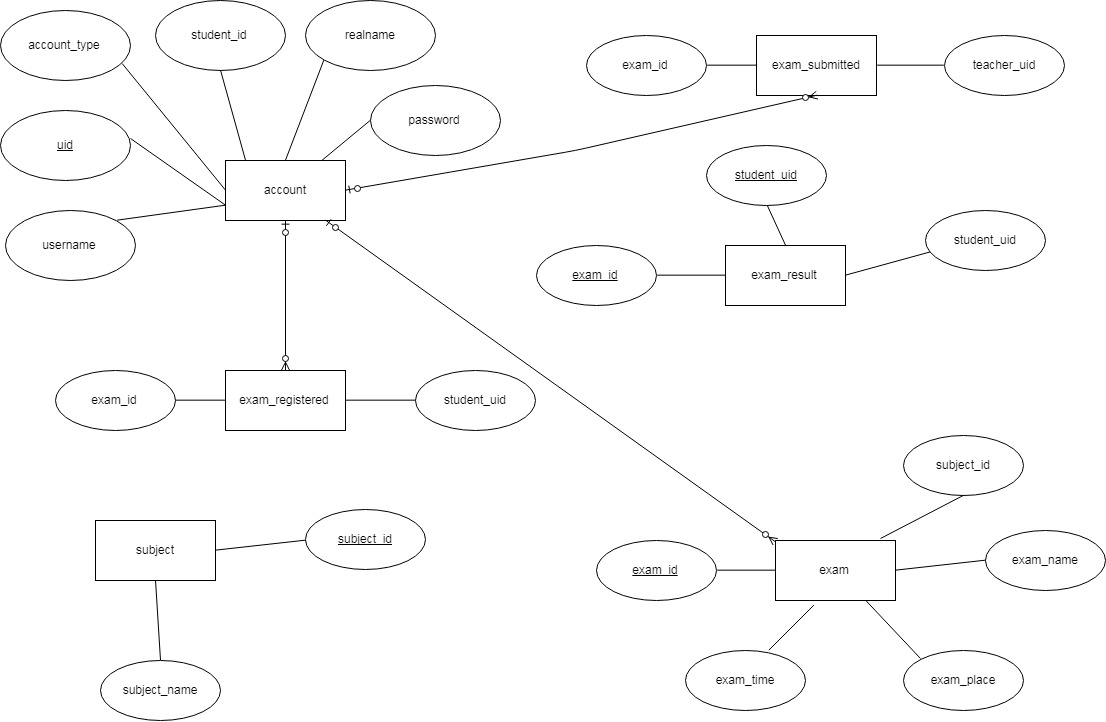 student_id
realname
account_type
exam_id
exam_submitted
teacher_uid
password
uid
student_uid
account
username
student_uid
exam_id
exam_result
exam_id
exam_registered
student_uid
subject_id
subject_id
subject
exam_id
exam
exam_name
subject_name
exam_time
exam_place